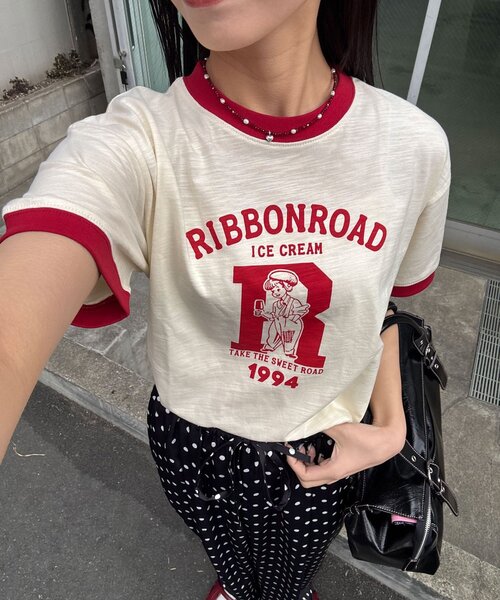 RIBBONROAD
ICE CREAM
R
TAKE THE SWEET ROAD
1994